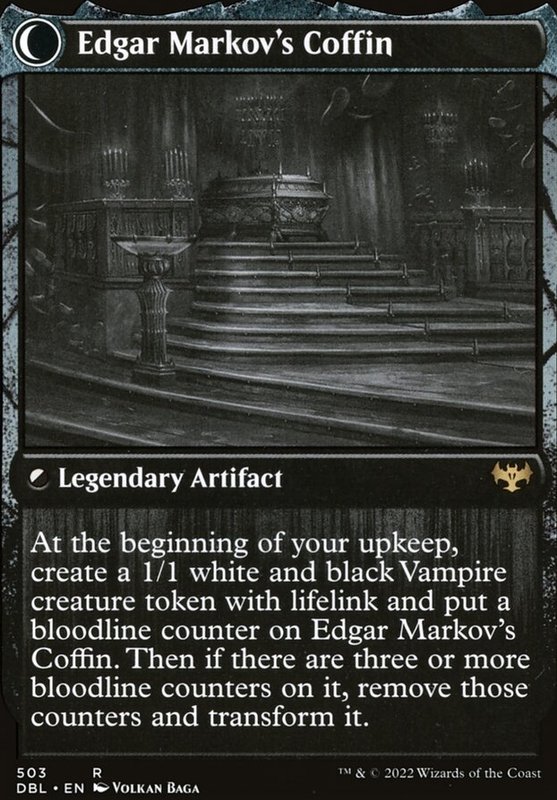 Edgar Markov's Coffin
Legendary Artifact
At the beginning of your upkeep,
create a 1/1 white and black Vampire
creature token with lifelink and put a
bloodline counter on Edgar Markov's
Coffin. Then if there are three or more
bloodline counters on it, remove those
counters and transform it.
503 R
DBL • EN Volkan Baga
™ & © 2022 Wizards of the Coast